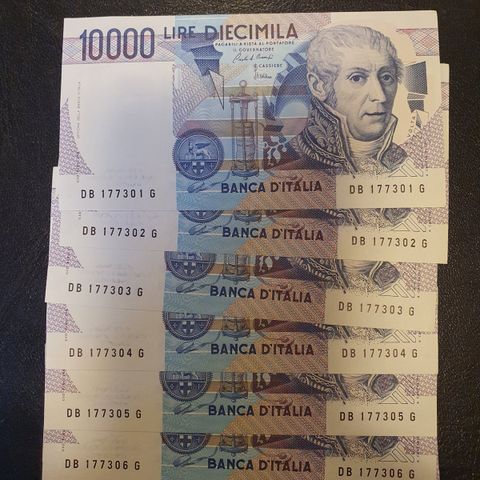 10000 LIRE DIECIMILA
PAGABILI A VISTA AL PORTATORE
IL GOVERNATORE
IL CASSIERE
VOLTA
BANCA D'ITALIA
DB 177301 G DB 177301 G
BANCA D'ITALIA
DB 177302 G DB 177302 G
BANCA D'ITALIA
DB 177303 G DB 177303 G
BANCA D'ITALIA
DB 177304 G DB 177304 G
BANCA D'ITALIA
DB 177305 G DB 177305 G
BANCA D'ITALIA
DB 177306 G DB 177306 G